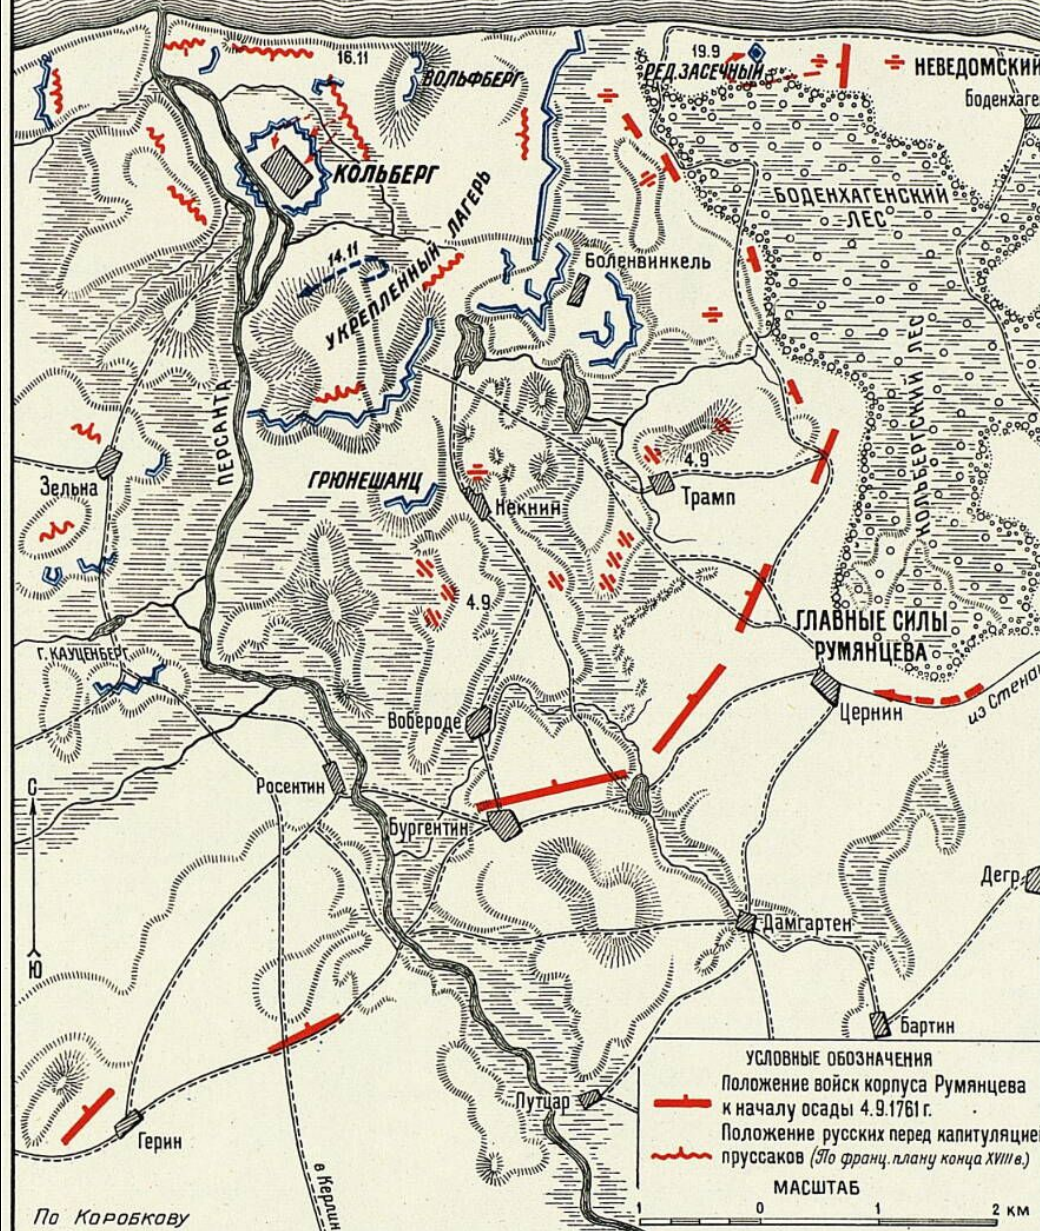 16.11
ВОЛЬФБЕРГ
19.9
РЕД. ЗАСЕЧНЫЙ
НЕВЕДОМСКИЙ
Боденхаге
КОЛЬБЕРГ
БОДЕНХАГЕНСКИЙ
ЛЕС
14.11
УКРЕПЛЕННЫЙ ЛАГЕРЬ
Боленвинкель
КОЛЬБЕРГСКИЙ ЛЕС
ПЕРСАНТА
Зельна
ГРЮНЕШАНЦ
Некнин
4.9
Трамп
4.9
ГЛАВНЫЕ СИЛЫ
РУМЯНЦЕВА
Г. КАУЦЕНБЕРГ
Вобероде
Цернин
из Стена
Росентин
Бургентин
С
Ю
Дегр
Дамгартен
Бартин
Путцар
Герин
в Керлин
УСЛОВНЫЕ ОБОЗНАЧЕНИЯ
Положение войск корпуса Румянцева
к началу осады 4.9.1761 г.
Положение русских перед капитуляцие
пруссаков (По франц. плану конца XVIII в.)
МАСШТАБ
1 0 1 2 км
По Коробкову